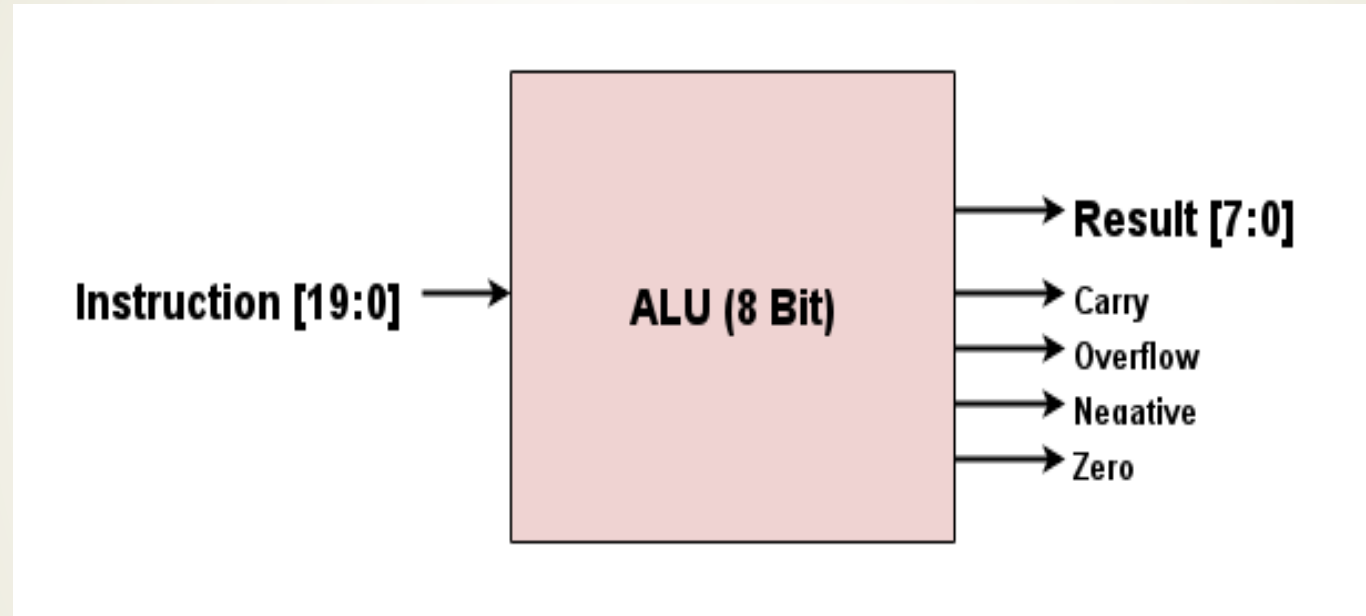 Instruction [19:0]
ALU (8 Bit)
Result [7:0]
Carry
Overflow
Negative
Zero